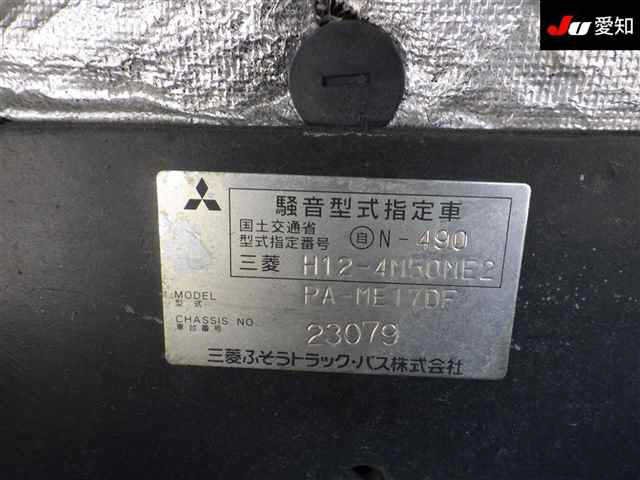 JU 愛知
騒音型式指定車
国土交通省
型式指定番号 自N-490
三菱 H12-4M50ME2
MODEL
型式
PA-ME17DF
CHASSIS NO.
車台番号
23079
三菱ふそうトラック・バス株式会社